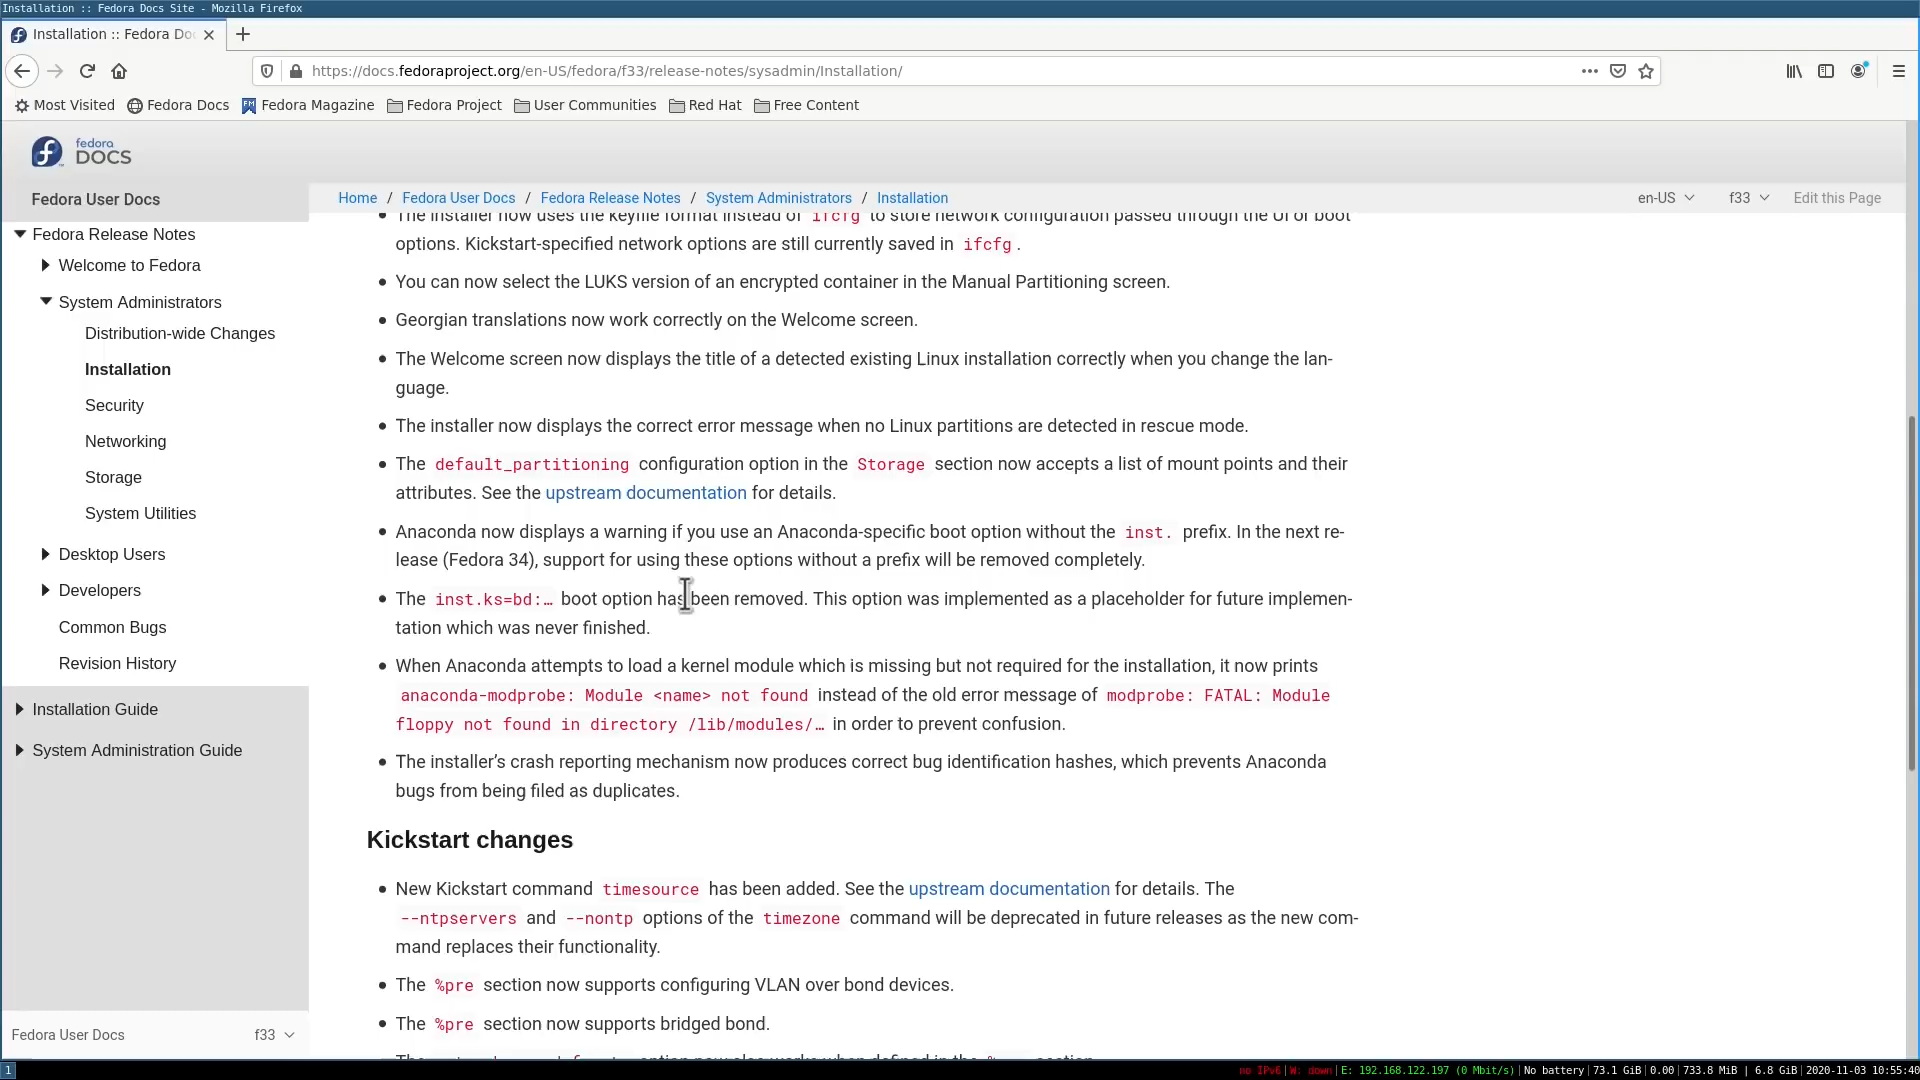 Installation :: Fedora Docs Site - Mozilla Firefox
Installation :: Fedora Do
https://docs.fedoraproject.org/en-US/fedora/f33/release-notes/sysadmin/Installation/
Most Visited Fedora Docs Fedora Magazine Fedora Project User Communities Red Hat Free Content
fedora
DOCS
Fedora User Docs
Home / Fedora User Docs / Fedora Release Notes / System Administrators / Installation
en-US f33 Edit this Page
Fedora Release Notes
Welcome to Fedora
System Administrators
Distribution-wide Changes
Installation
Security
Networking
Storage
System Utilities
Desktop Users
Developers
Common Bugs
Revision History
Installation Guide
System Administration Guide
Fedora User Docs f33
The installer now uses the keyfile format instead of ifcfg to store network configuration passed through the UI or boot
options. Kickstart-specified network options are still currently saved in ifcfg.
You can now select the LUKS version of an encrypted container in the Manual Partitioning screen.
Georgian translations now work correctly on the Welcome screen.
The Welcome screen now displays the title of a detected existing Linux installation correctly when you change the lan-
guage.
The installer now displays the correct error message when no Linux partitions are detected in rescue mode.
The default_partitioning configuration option in the Storage section now accepts a list of mount points and their
attributes. See the upstream documentation for details.
Anaconda now displays a warning if you use an Anaconda-specific boot option without the inst. prefix. In the next re-
lease (Fedora 34), support for using these options without a prefix will be removed completely.
The inst.ks=bd:… boot option has been removed. This option was implemented as a placeholder for future implemen-
tation which was never finished.
When Anaconda attempts to load a kernel module which is missing but not required for the installation, it now prints
anaconda-modprobe: Module <name> not found instead of the old error message of modprobe: FATAL: Module
floppy not found in directory /lib/modules/… in order to prevent confusion.
The installer’s crash reporting mechanism now produces correct bug identification hashes, which prevents Anaconda
bugs from being filed as duplicates.
Kickstart changes
New Kickstart command timesource has been added. See the upstream documentation for details. The
--ntpservers and --nontp options of the timezone command will be deprecated in future releases as the new com-
mand replaces their functionality.
The %pre section now supports configuring VLAN over bond devices.
The %pre section now supports bridged bond.
1
no IPv6|W: down|E: 192.168.122.197 (0 Mbit/s)|No battery|73.1 GiB|0.00|733.8 MiB | 6.8 GiB|2020-11-03 10:55:40